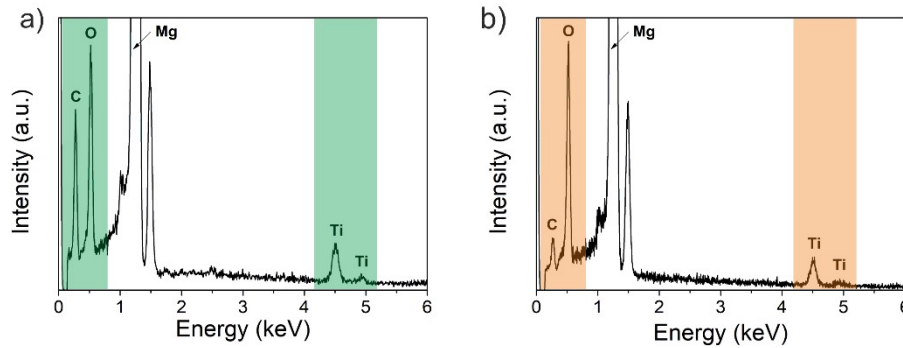 a)
Intensity (a.u.)
C
O
Mg
Ti
Ti
0 1 2 3 4 5 6
Energy (keV)
b)
Intensity (a.u.)
C
O
Mg
Ti
Ti
0 1 2 3 4 5 6
Energy (keV)